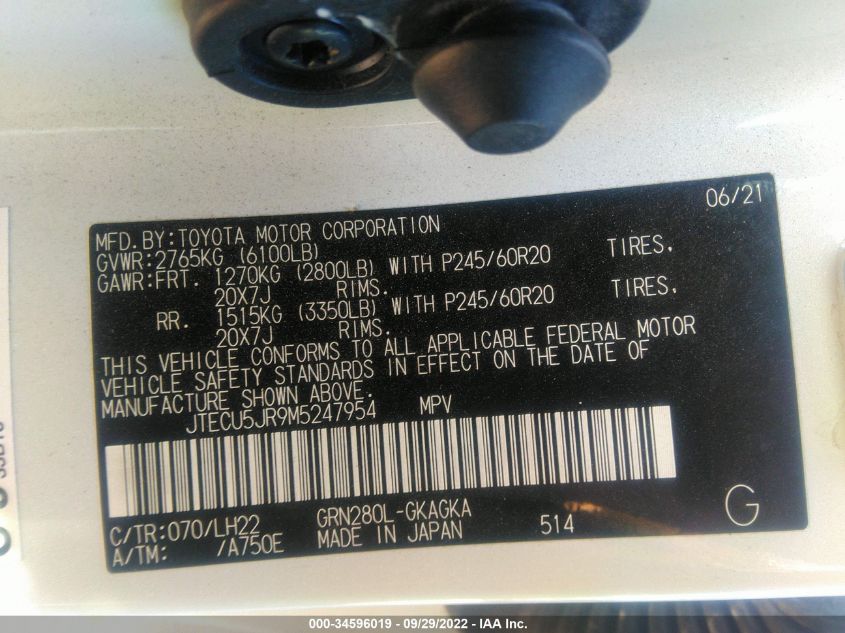 06/21
MFD.BY:TOYOTA MOTOR CORPORATION
GVWR:2765KG (6100LB)
GAWR:FRT. 1270KG (2800LB) WITH P245/60R20 TIRES,
20X7J RIMS.
RR. 1515KG (3350LB) WITH P245/60R20 TIRES,
20X7J RIMS.
THIS VEHICLE CONFORMS TO ALL APPLICABLE FEDERAL MOTOR
VEHICLE SAFETY STANDARDS IN EFFECT ON THE DATE OF
MANUFACTURE SHOWN ABOVE.
JTECU5JR9M5247954 MPV
C/TR:070/LH22 GRN280L-GKAGKA
A/TM: /A750E MADE IN JAPAN 514 G
000-34596019 - 09/29/2022 - IAA Inc.